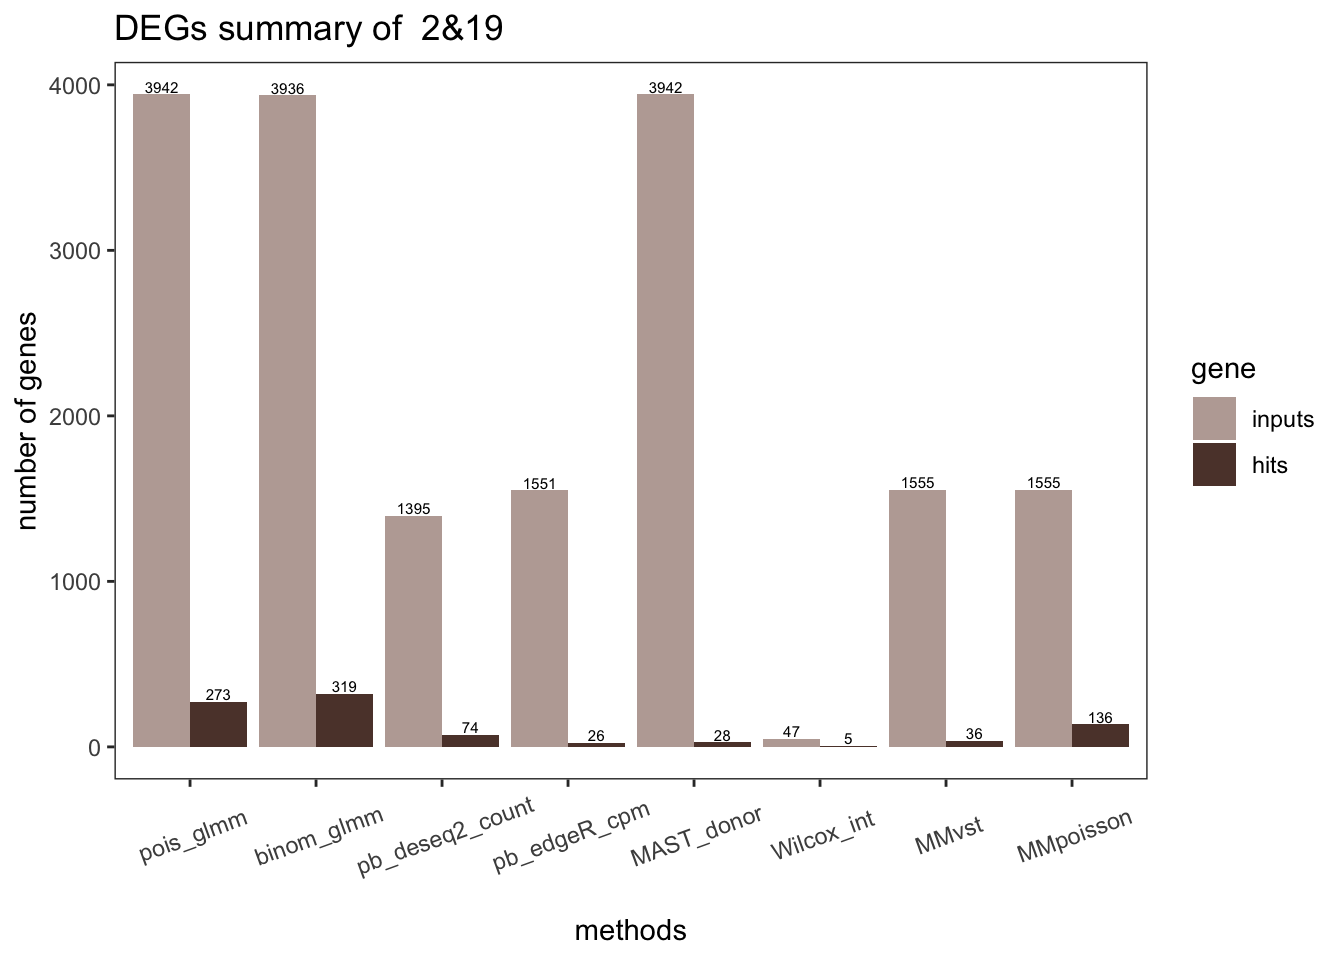 DEGs summary of  2&19
number of genes
4000
3000
2000
1000
0
3942
273
3936
319
1395
74
1551
26
3942
28
47
5
1555
36
1555
136
pois_glmm
binom_glmm
pb_deseq2_count
pb_edgeR_cpm
MAST_donor
Wilcox_int
MMvst
MMpoisson
methods
gene
inputs
hits